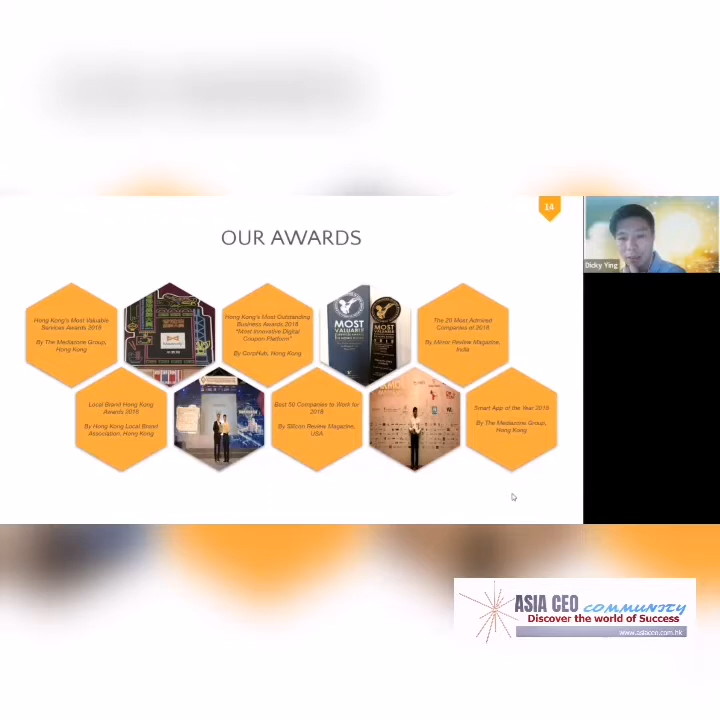 14
OUR AWARDS
Dicky Ying
Hong Kong's Most Valuable
Services Awards 2018
By The Mediazone Group,
Hong Kong
Hong Kong's Most Outstanding
Business Awards 2018
"Most Innovative Digital
Coupon Platform"
By CorpHub, Hong Kong
MOST
VALUABLE
MOST
VALUABLE
The 20 Most Admired
Companies of 2018
By Mirror Review Magazine,
India
Local Brand Hong Kong
Awards 2018
By Hong Kong Local Brand
Association, Hong Kong
Best 50 Companies to Work for
2018
By Silicon Review Magazine,
USA
Smart App of the Year 2018
By The Mediazone Group,
Hong Kong
ASIA CEO COMMUNITY
Discover the world of Success
www.asiaceo.com.hk